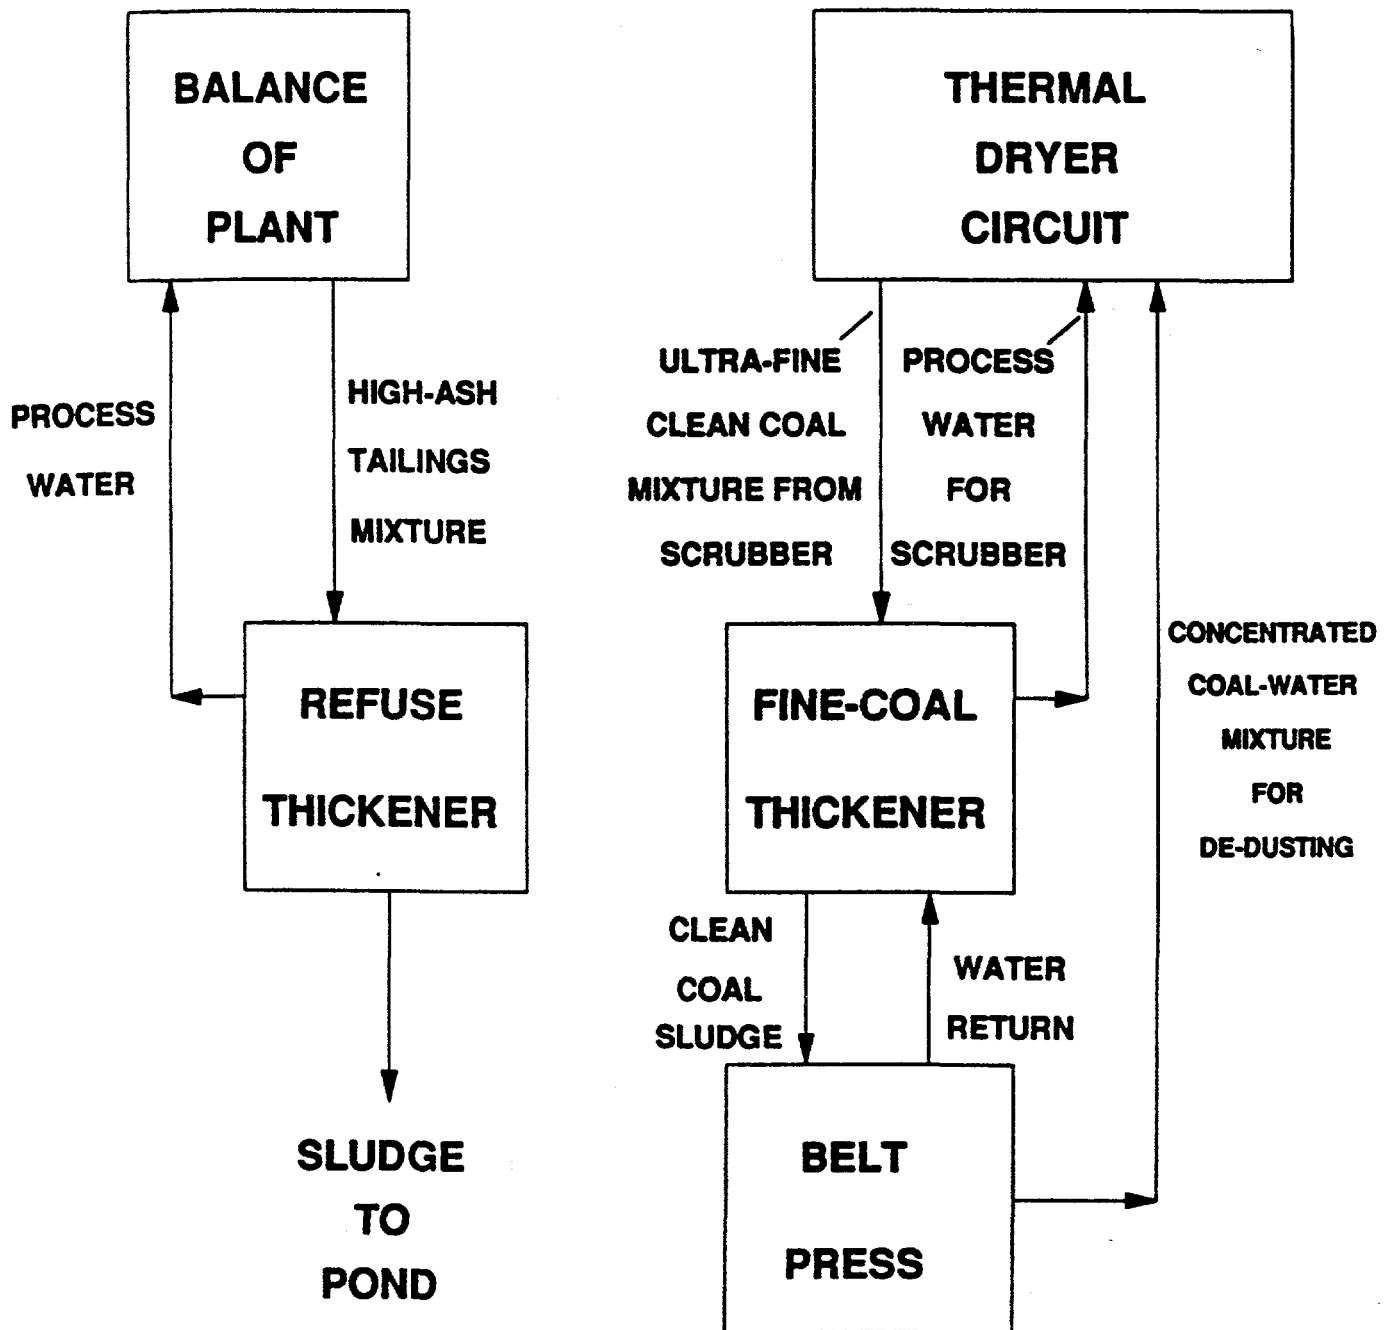 BALANCE
OF
PLANT
PROCESS
WATER
HIGH-ASH
TAILINGS
MIXTURE
REFUSE
THICKENER
SLUDGE
TO
POND
THERMAL
DRYER
CIRCUIT
ULTRA-FINE
CLEAN COAL
MIXTURE FROM
SCRUBBER
PROCESS
WATER
FOR
SCRUBBER
CONCENTRATED
COAL-WATER
MIXTURE
FOR
DE-DUSTING
FINE-COAL
THICKENER
CLEAN
COAL
SLUDGE
WATER
RETURN
BELT
PRESS